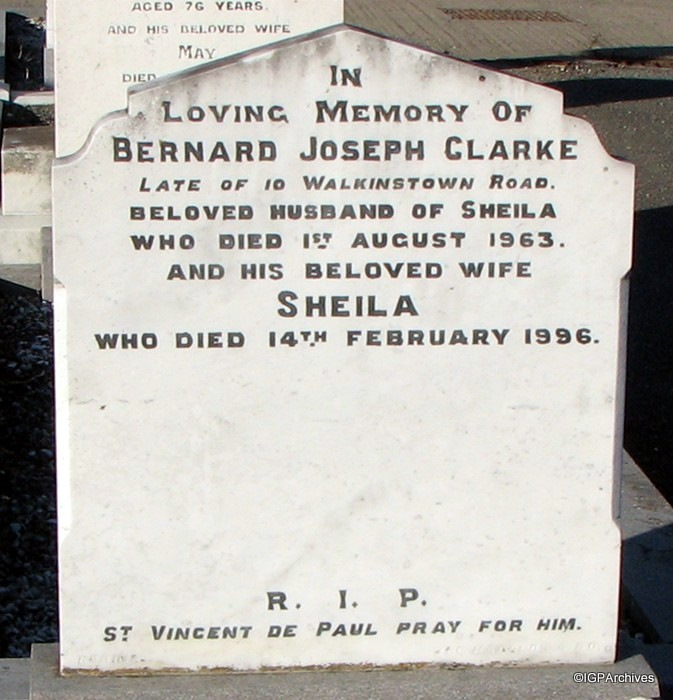 AGED 76 YEARS.
AND HIS BELOVED WIFE
MAY
DIED
IN
LOVING MEMORY OF
BERNARD JOSEPH CLARKE
LATE OF 10 WALKINSTOWN ROAD.
BELOVED HUSBAND OF SHEILA
WHO DIED 1ST AUGUST 1963.
AND HIS BELOVED WIFE
SHEILA
WHO DIED 14TH FEBRUARY 1996.
R. I. P.
ST VINCENT DE PAUL PRAY FOR HIM.
©IGPArchives